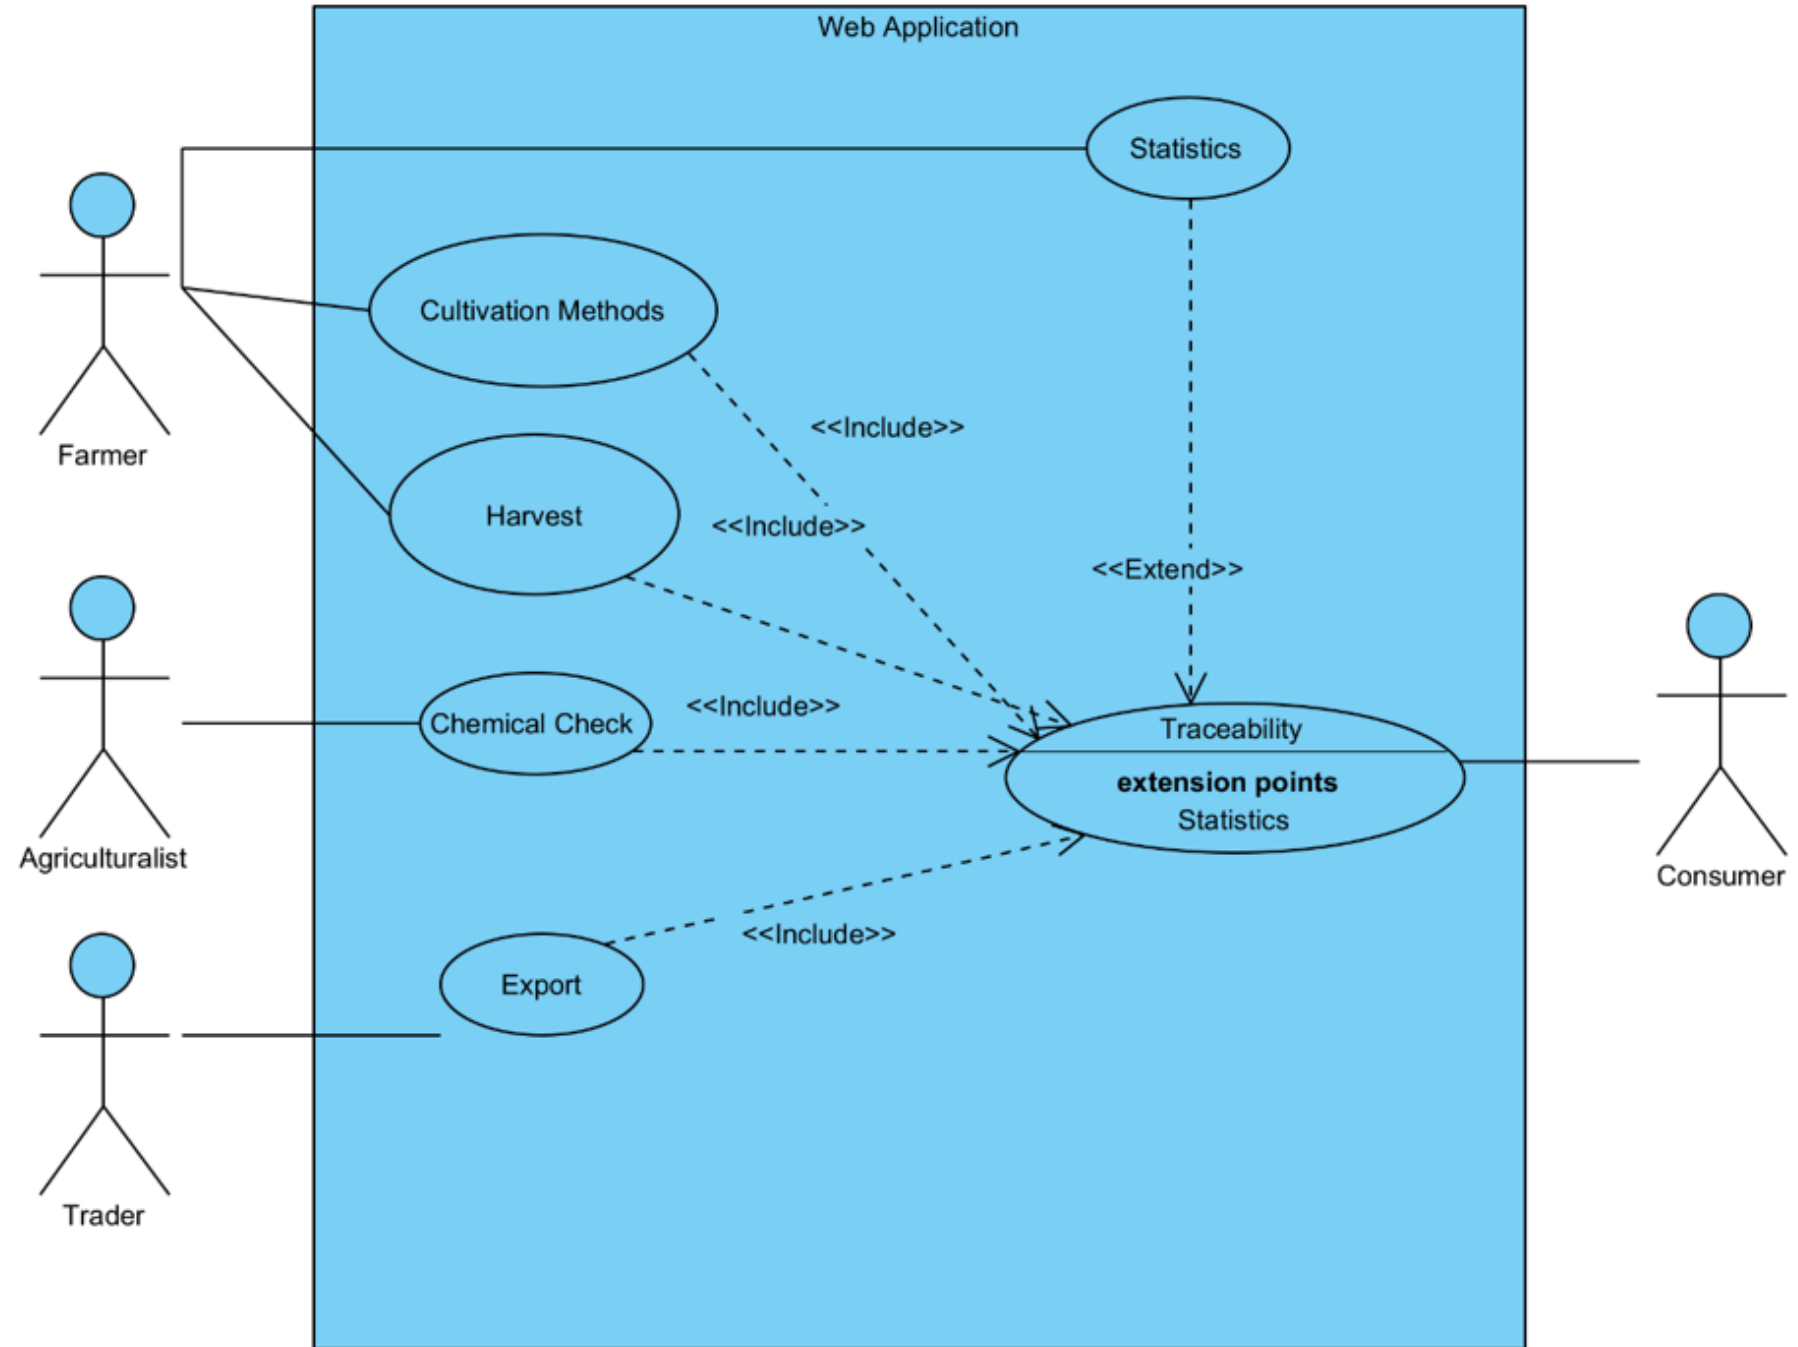 Web Application
Statistics
Cultivation Methods
<<Include>>
Farmer
Harvest
<<Include>>
<<Extend>>
Chemical Check
<<Include>>
Traceability
extension points
Statistics
Agriculturalist
Consumer
<<Include>>
Export
Trader